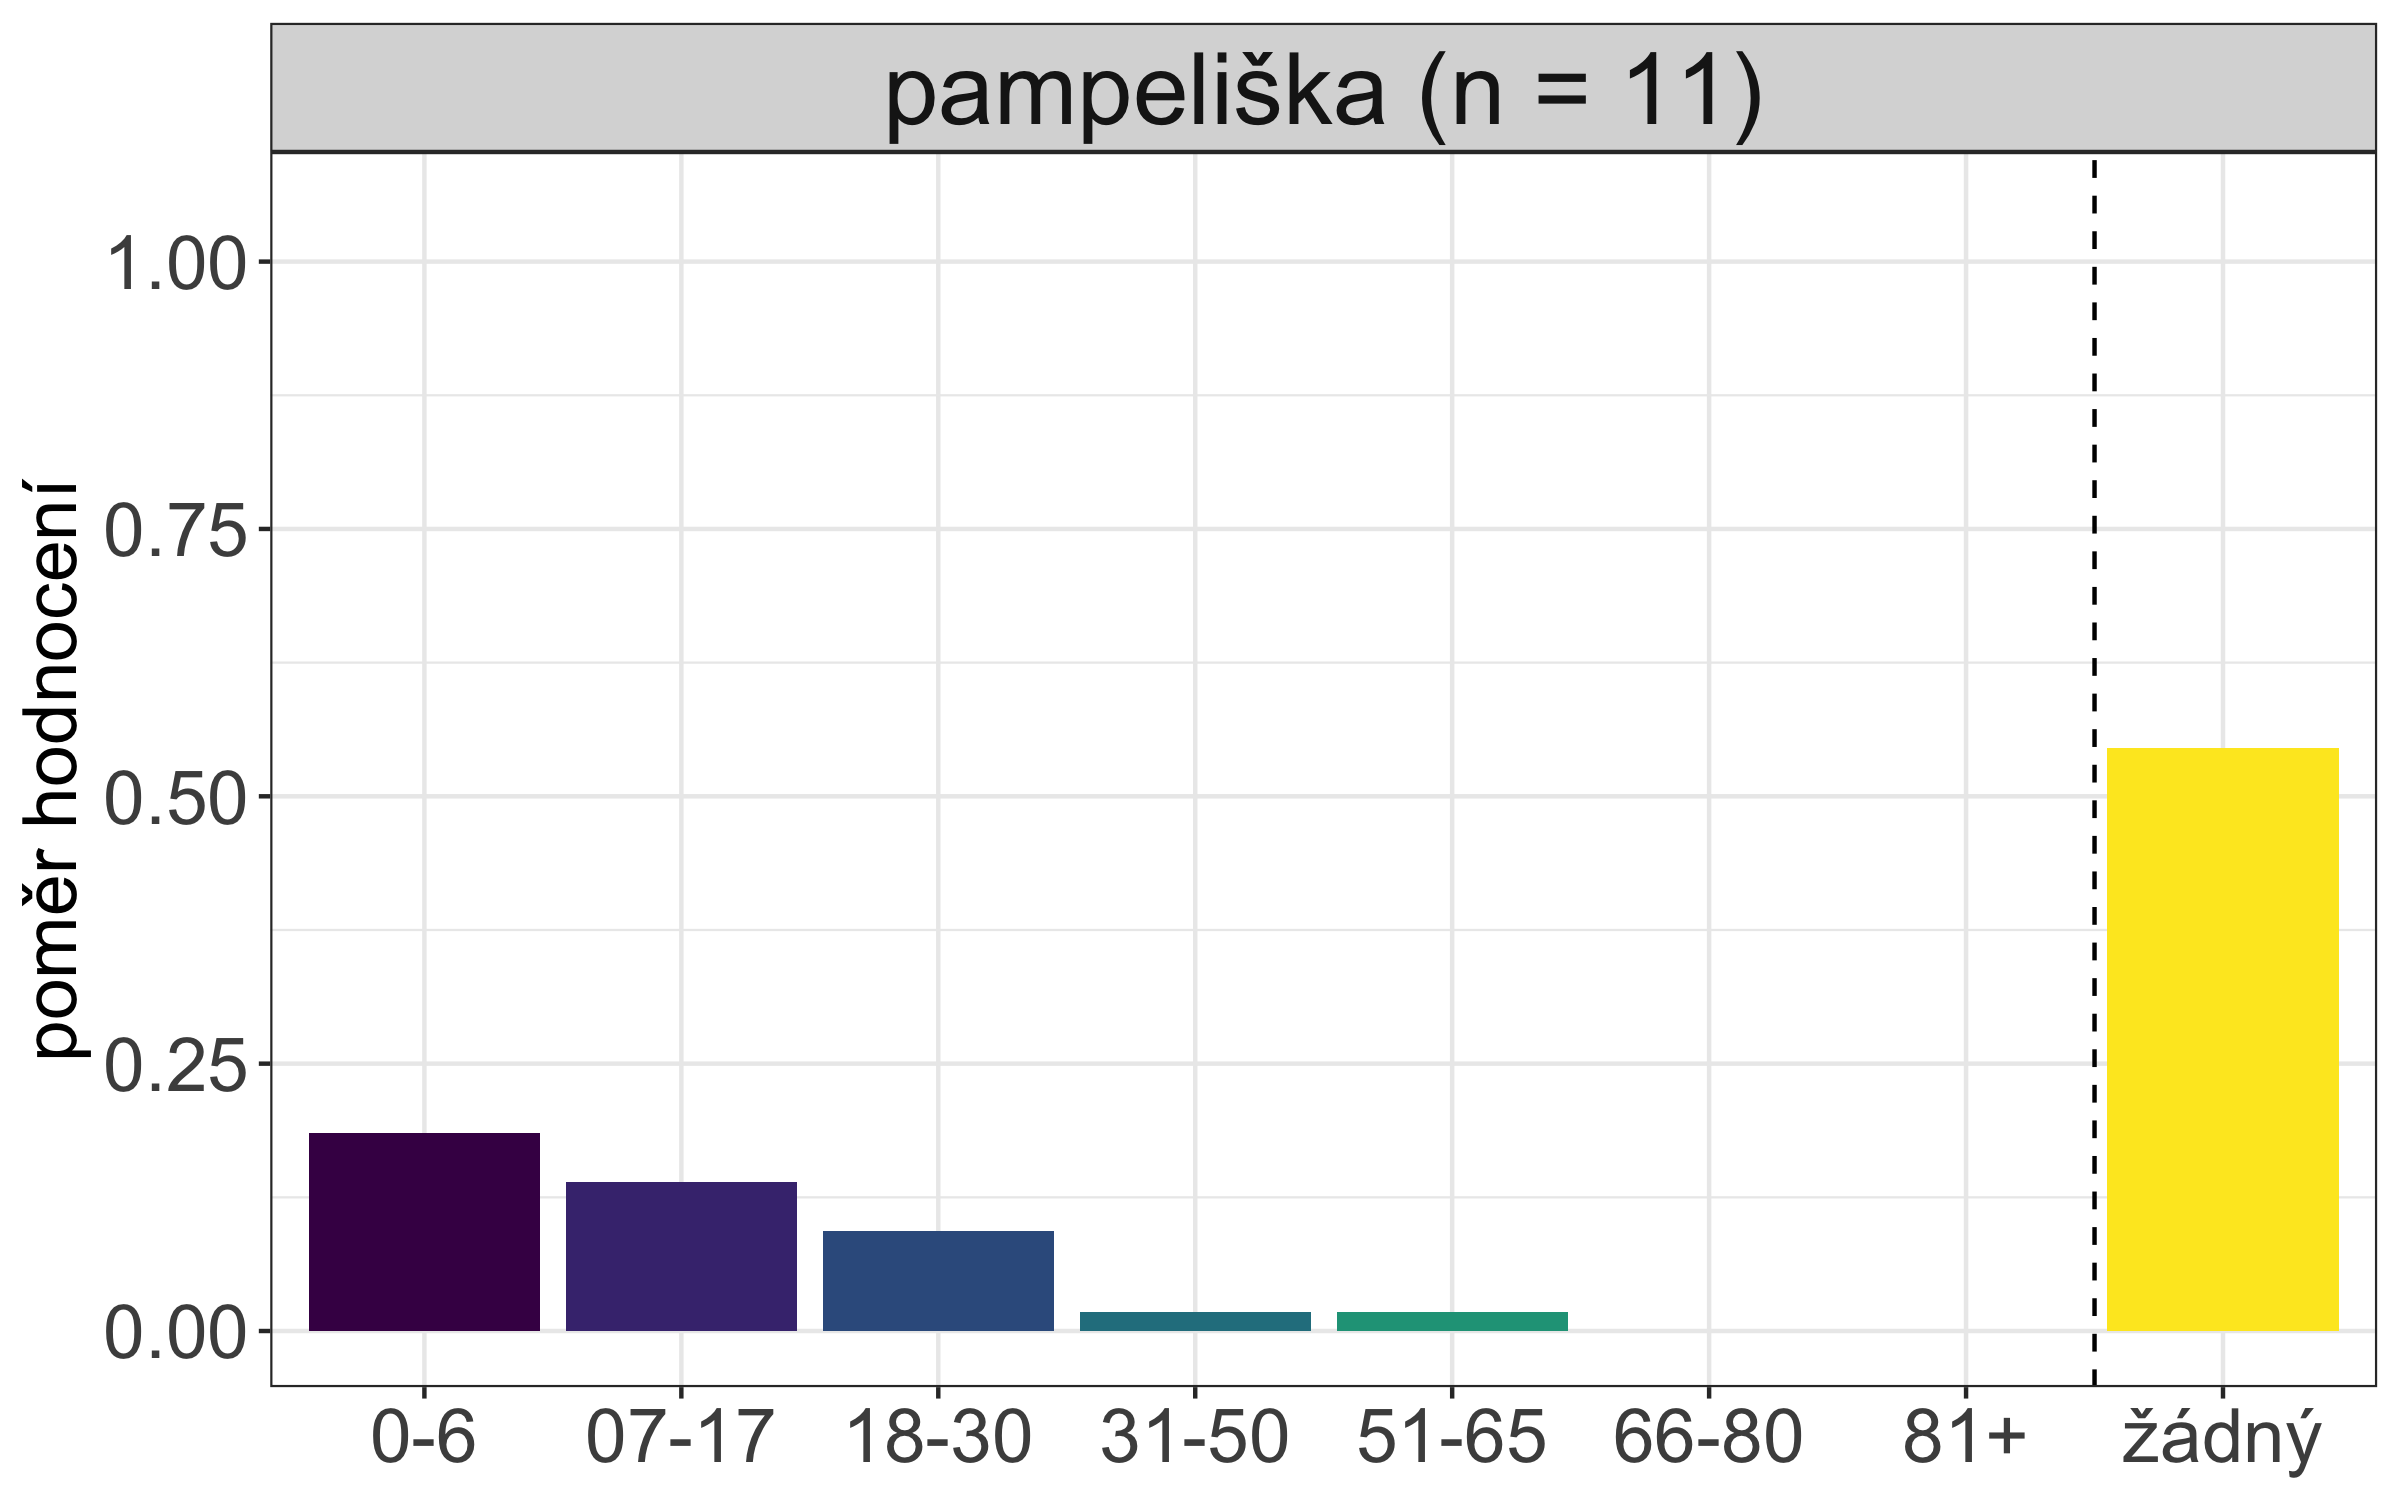 pampeliška (n = 11)
poměr hodnocení
1.00
0.75
0.50
0.25
0.00
0-6 07-17 18-30 31-50 51-65 66-80 81+ žádný